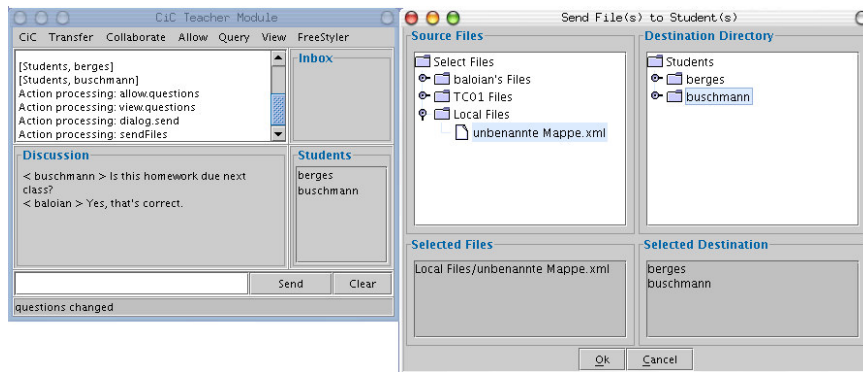 CiC Teacher Module
CiC Transfer Collaborate Allow Query View FreeStyler
[Students, berges]
[Students, buschmann]
Action processing: allow.questions
Action processing: view.questions
Action processing: dialog.send
Action processing: sendFiles
Inbox
Discussion
< buschmann > Is this homework due next
class?
< baloian > Yes, that's correct.
Students
berges
buschmann
Send
Clear
questions changed
Send File(s) to Student(s)
Source Files
Select Files
baloian's Files
TC01 Files
Local Files
unbenannte Mappe.xml
Destination Directory
Students
berges
buschmann
Selected Files
Local Files/unbenannte Mappe.xml
Selected Destination
berges
buschmann
Ok
Cancel